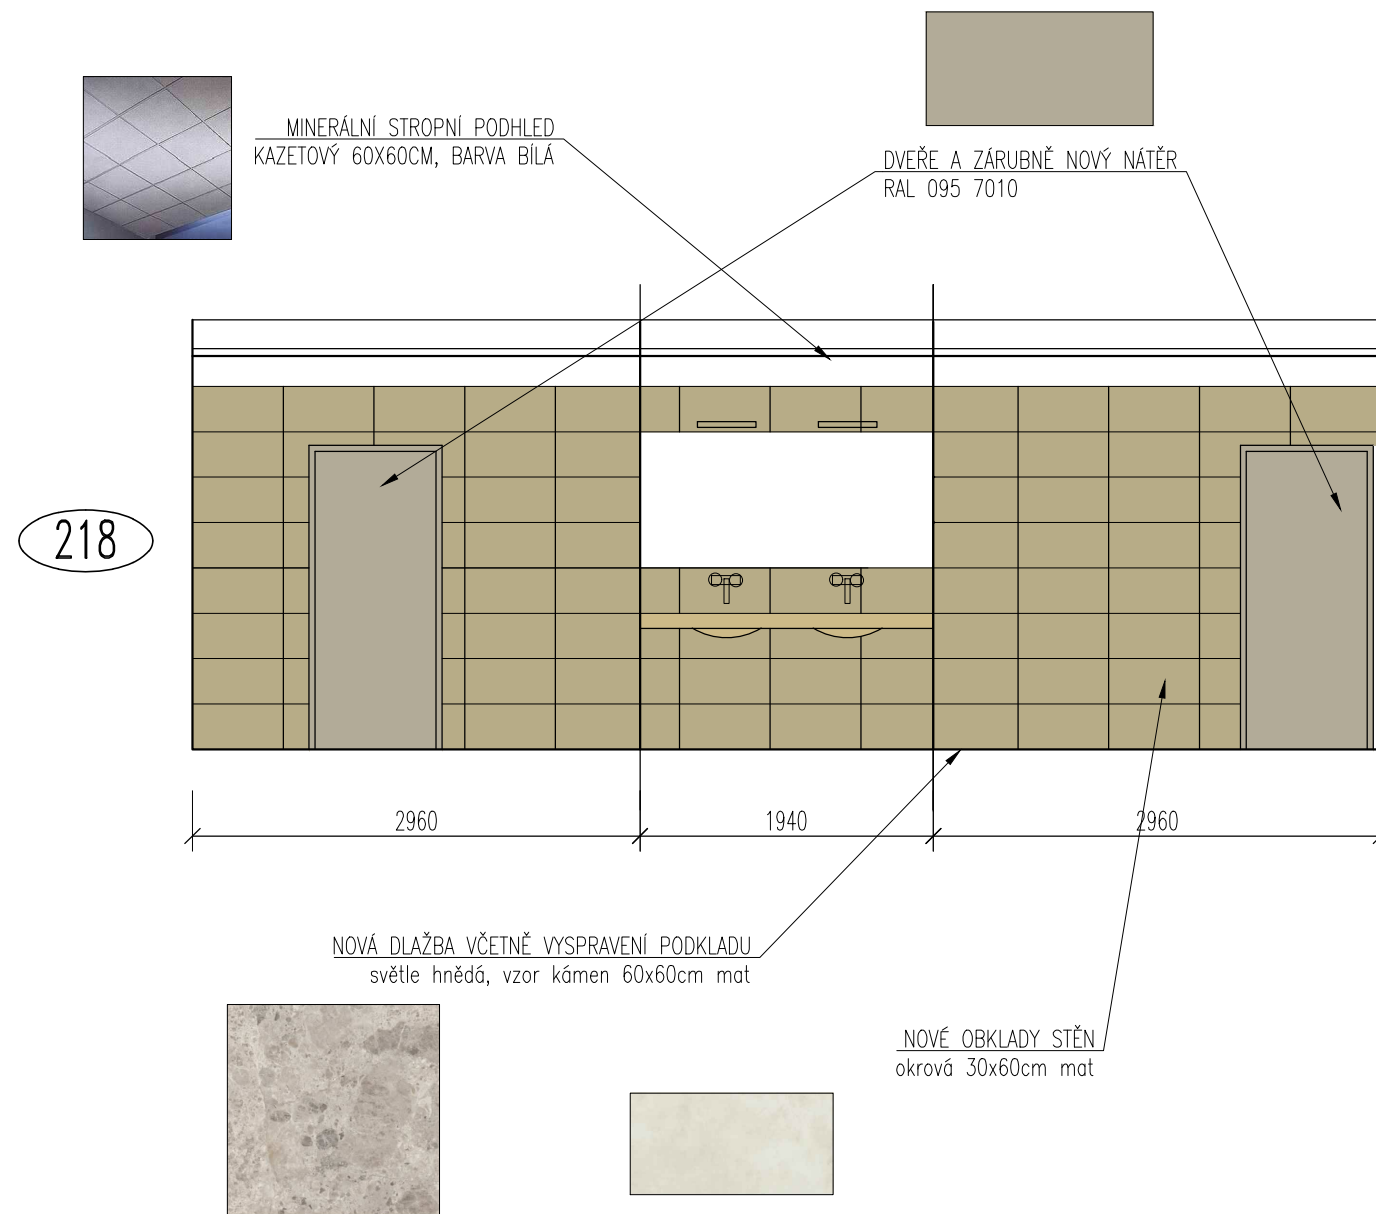 MINERÁLNÍ STROPNÍ PODHLED
KAZETOVÝ 60X60CM, BARVA BÍLÁ
DVEŘE A ZÁRUBNĚ NOVÝ NÁTĚR
RAL 095 7010
218
2960
1940
2960
NOVÁ DLAŽBA VČETNĚ VYSPRAVENÍ PODKLADU
světle hnědá, vzor kámen 60x60cm mat
NOVÉ OBKLADY STĚN
okrová 30x60cm mat